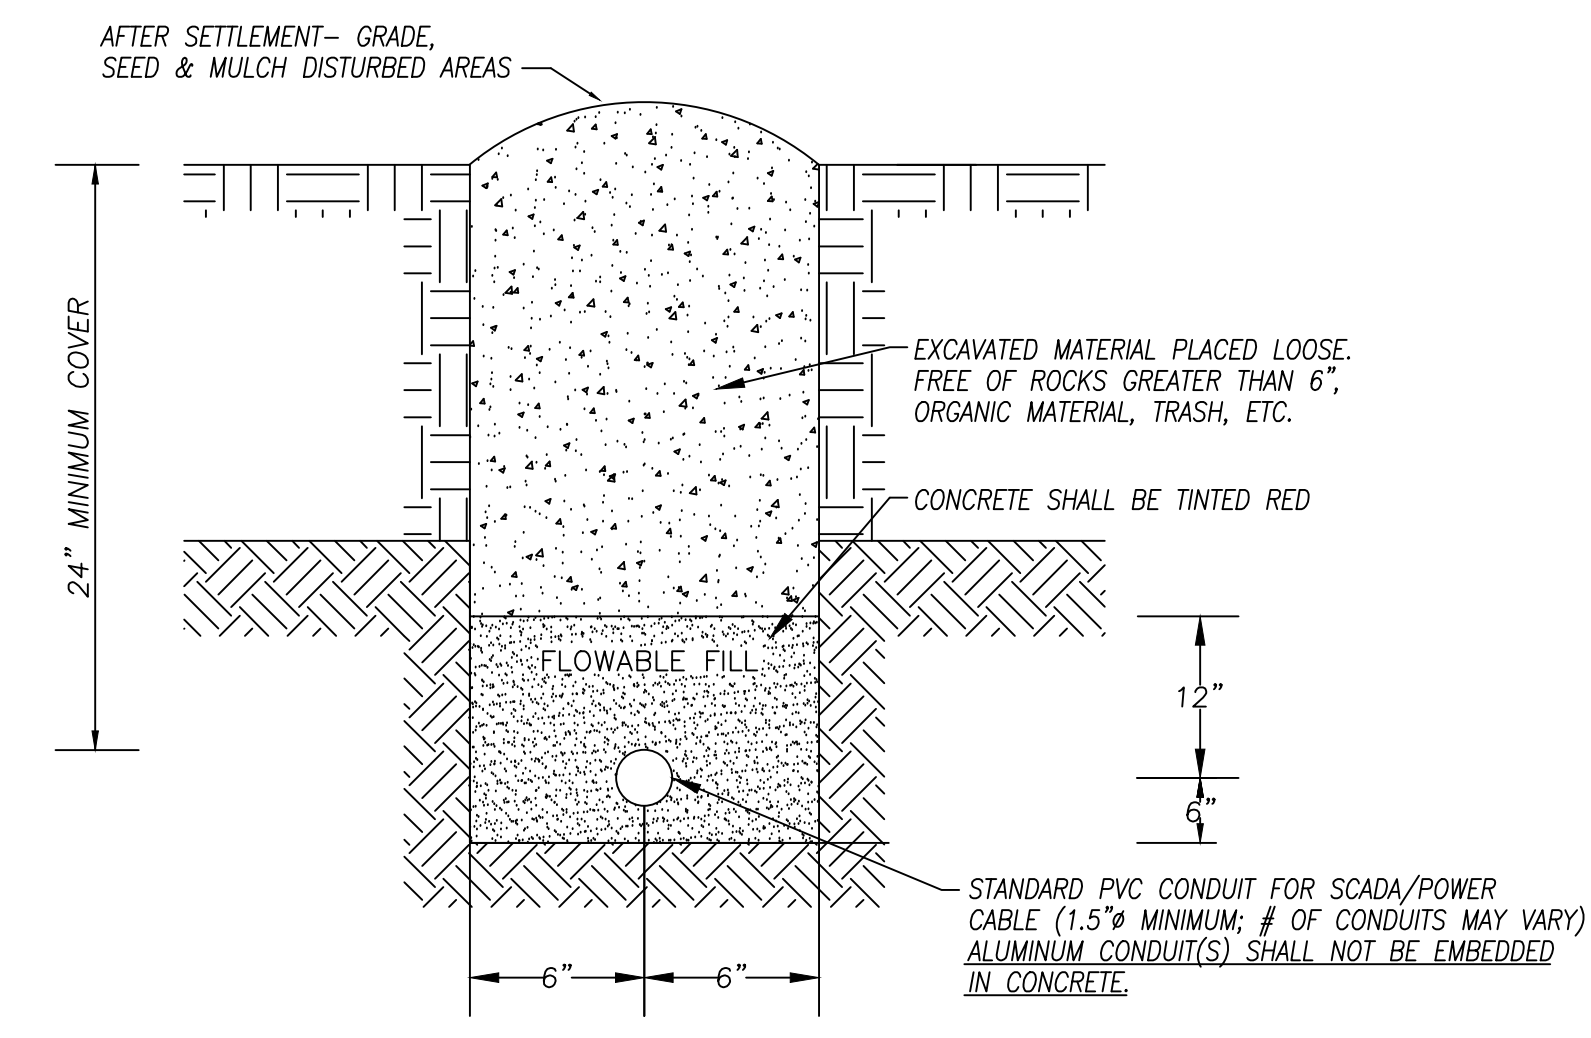 AFTER SETTLEMENT– GRADE,
SEED & MULCH DISTURBED AREAS
24" MINIMUM COVER
EXCAVATED MATERIAL PLACED LOOSE.
FREE OF ROCKS GREATER THAN 6",
ORGANIC MATERIAL, TRASH, ETC.
CONCRETE SHALL BE TINTED RED
FLOWABLE FILL
12"
6"
STANDARD PVC CONDUIT FOR SCADA/POWER
CABLE (1.5"Ø MINIMUM; # OF CONDUITS MAY VARY)
ALUMINUM CONDUIT(S) SHALL NOT BE EMBEDDED
IN CONCRETE.
6" 6"